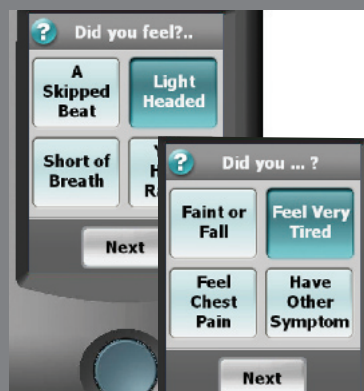 ? Did you feel?..
A
Skipped
Beat
Light
Headed
Short of
Breath
Next
? Did you ... ?
Faint or
Fall
Feel Very
Tired
Feel
Chest
Pain
Have
Other
Symptom
Next